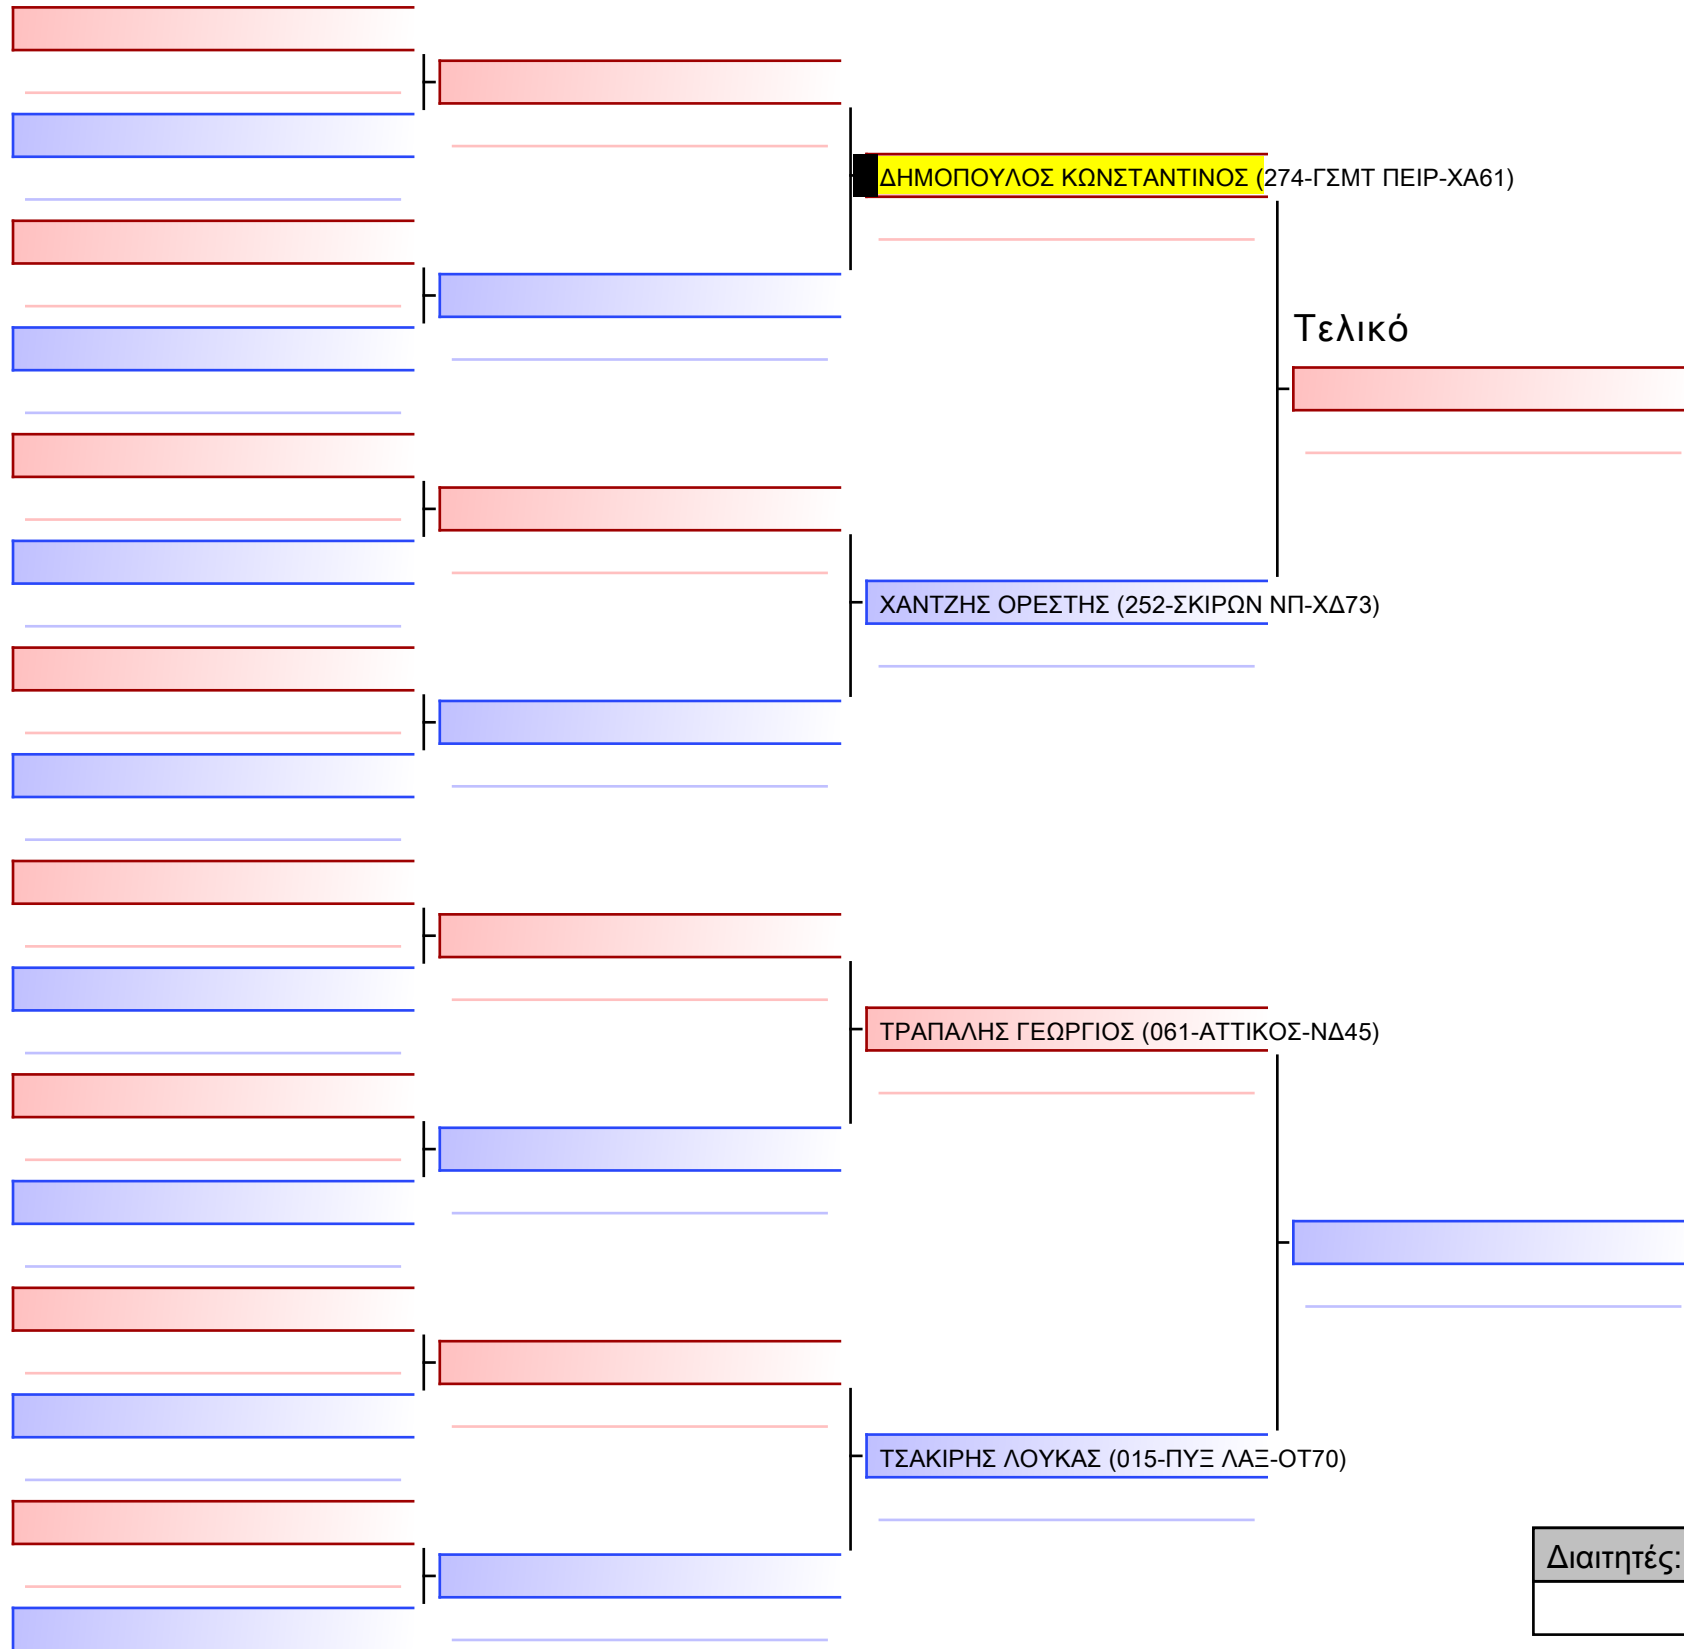 ΔΗΜΟΠΟΥΛΟΣ ΚΩΝΣΤΑΝΤΙΝΟΣ (274-ΓΣΜΤ ΠΕΙΡ-ΧΑ61)
Τελικό
ΧΑΝΤΖΗΣ ΟΡΕΣΤΗΣ (252-ΣΚΙΡΩΝ ΝΠ-ΧΔ73)
ΤΡΑΠΑΛΗΣ ΓΕΩΡΓΙΟΣ (061-ΑΤΤΙΚΟΣ-ΝΔ45)
ΤΣΑΚΙΡΗΣ ΛΟΥΚΑΣ (015-ΠΥΞ ΛΑΞ-ΟΤ70)
Διαιτητές: